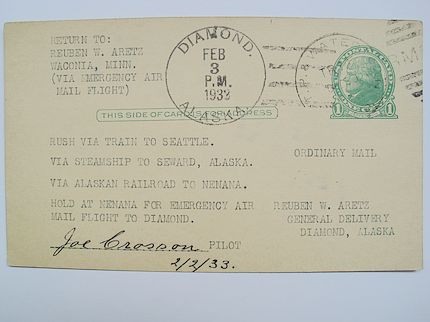 RETURN TO:
REUBEN W. ARETZ
WACONIA, MINN.
(VIA EMERGENCY AIR
MAIL FLIGHT)
DIAMOND.
FEB
3
P.M.
1933
ALASKA
THIS SIDE OF CARD IS FOR ADDRESS
1 1
RUSH VIA TRAIN TO SEATTLE.
VIA STEAMSHIP TO SEWARD, ALASKA.
ORDINARY MAIL
VIA ALASKAN RAILROAD TO NENANA.
HOLD AT NENANA FOR EMERGENCY AIR
MAIL FLIGHT TO DIAMOND.
REUBEN W. ARETZ
GENERAL DELIVERY
DIAMOND, ALASKA
Joe Crosson PILOT
2/2/33.